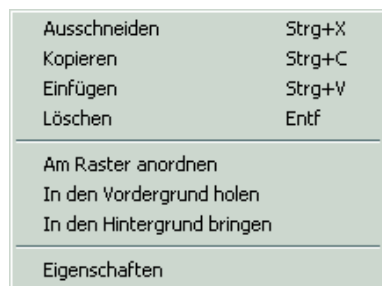 Ausschneiden Strg+X
Kopieren Strg+C
Einfügen Strg+V
Löschen Entf
Am Raster anordnen
In den Vordergrund holen
In den Hintergrund bringen
Eigenschaften